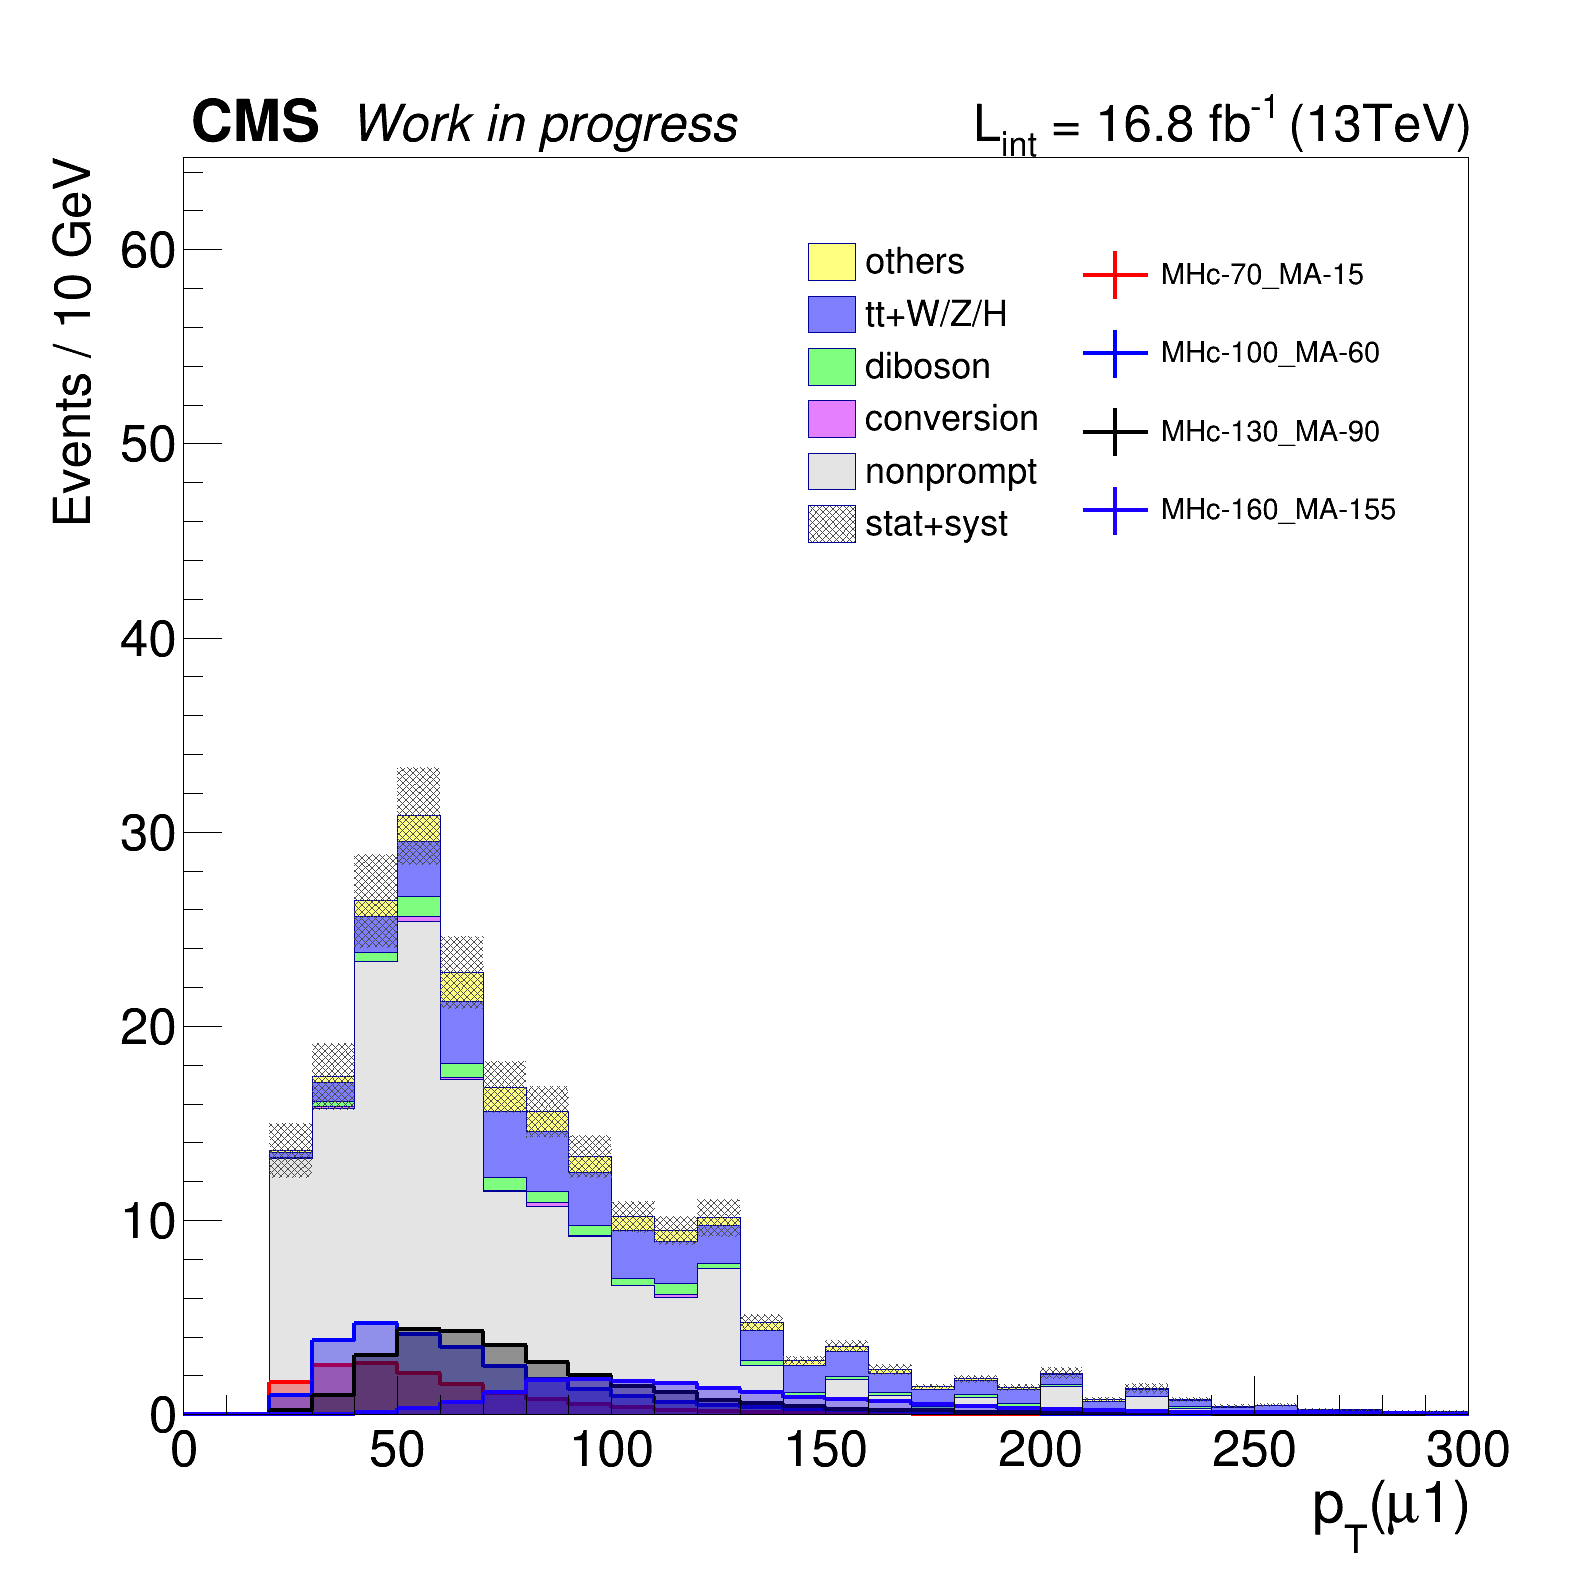 CMS Work in progress L_int = 16.8 fb^-1 (13TeV)
Events / 10 GeV
60
50
40
30
20
10
0
others
tt+W/Z/H
diboson
conversion
nonprompt
stat+syst
MHc-70_MA-15
MHc-100_MA-60
MHc-130_MA-90
MHc-160_MA-155
0 50 100 150 200 250 300
p_T(μ1)